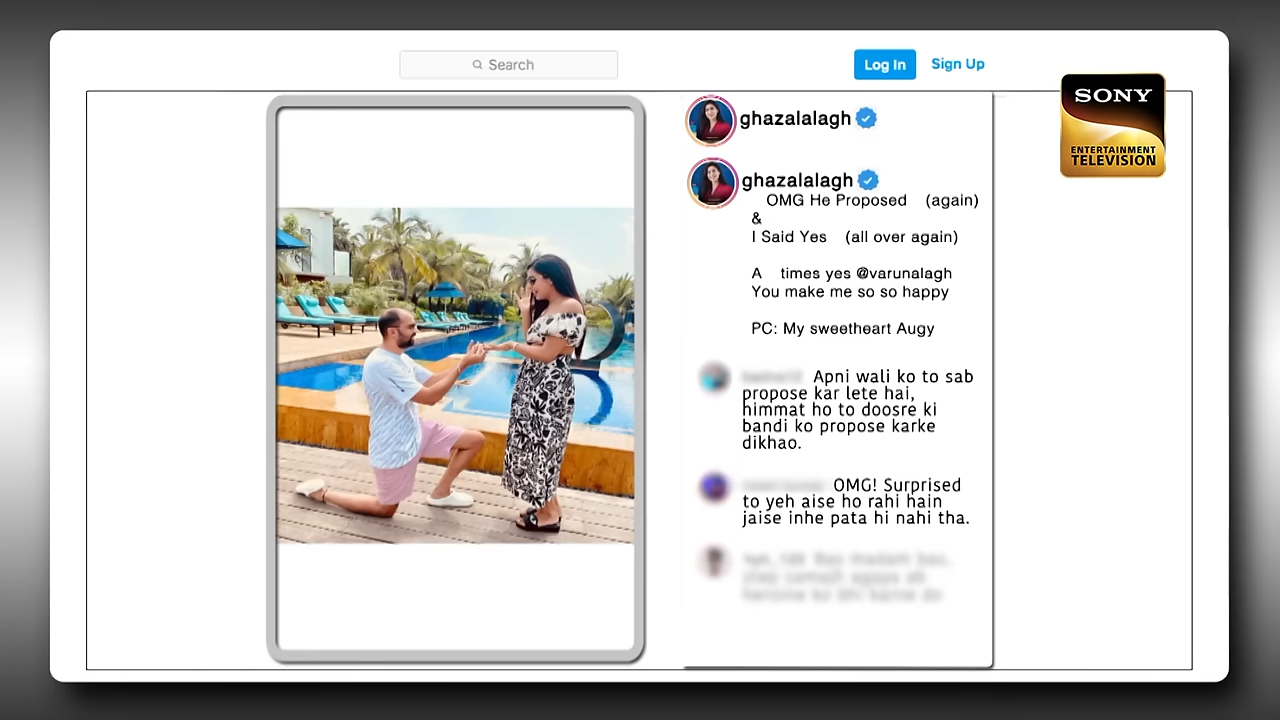 Search
Log In
Sign Up
SONY
ENTERTAINMENT
TELEVISION
ghazalalagh
ghazalalagh
OMG He Proposed (again)
&
I Said Yes (all over again)
A times yes @varunalagh
You make me so so happy
PC: My sweetheart Augy
Apni wali ko to sab
propose kar lete hai,
himmat ho to doosre ki
bandi ko propose karke
dikhao.
OMG! Surprised
to yeh aise ho rahi hain
jaise inhe pata hi nahi tha.